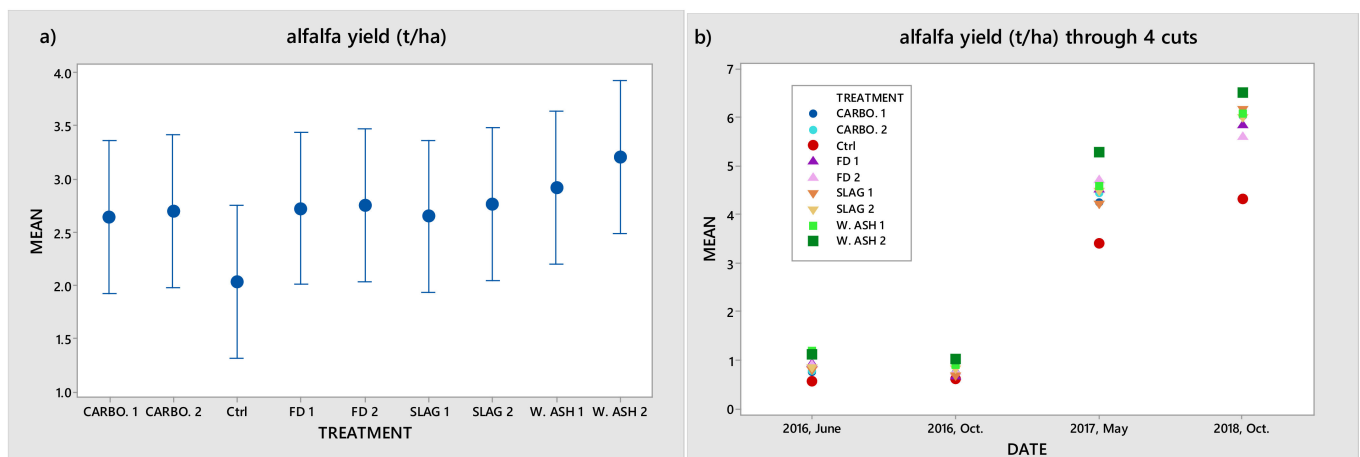 a)
alfalfa yield (t/ha)
4.0
3.5
3.0
2.5
2.0
1.5
1.0
MEAN
CARBO. 1 CARBO. 2 Ctrl FD 1 FD 2 SLAG 1 SLAG 2 W. ASH 1 W. ASH 2
TREATMENT
b)
alfalfa yield (t/ha) through 4 cuts
7
6
5
4
3
2
1
0
MEAN
TREATMENT
CARBO. 1
CARBO. 2
Ctrl
FD 1
FD 2
SLAG 1
SLAG 2
W. ASH 1
W. ASH 2
2016, June 2016, Oct. 2017, May 2018, Oct.
DATE